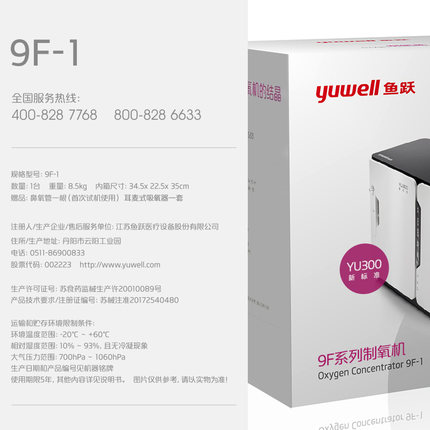 9F-1
全国服务热线:
400-828 7768 800-828 6633
规格型号: 9F-1
数量: 1台 重量: 8.5kg 内箱尺寸: 34.5x 22.5x 35cm
赠品: 鼻氧管一根 (首次试机使用) 耳麦式吸氧器一套
注册人/生产企业/售后服务单位: 江苏鱼跃医疗设备股份有限公司
住所/生产地址: 丹阳市云阳工业园
电话: 0511-86900833
股票代码: 002223 http://www.yuwell.com
生产许可证号: 苏食药监械生产许20010089号
产品技术要求/注册证号: 苏械注准20172540480
运输和贮存环境限制条件:
环境温度范围: -20℃ ~ +60℃
相对湿度范围: 10% ~ 93%, 且无冷凝现象
大气压力范围: 700hPa ~ 1060hPa
生产日期和产品编号见机器铭牌
使用期限5年, 其他内容详见说明书. 图片仅供参考, 请以实物为准!
氧机的结晶
yuwell 鱼跃
YU300
新标准
9F系列制氧机
Oxygen Concentrator 9F-1